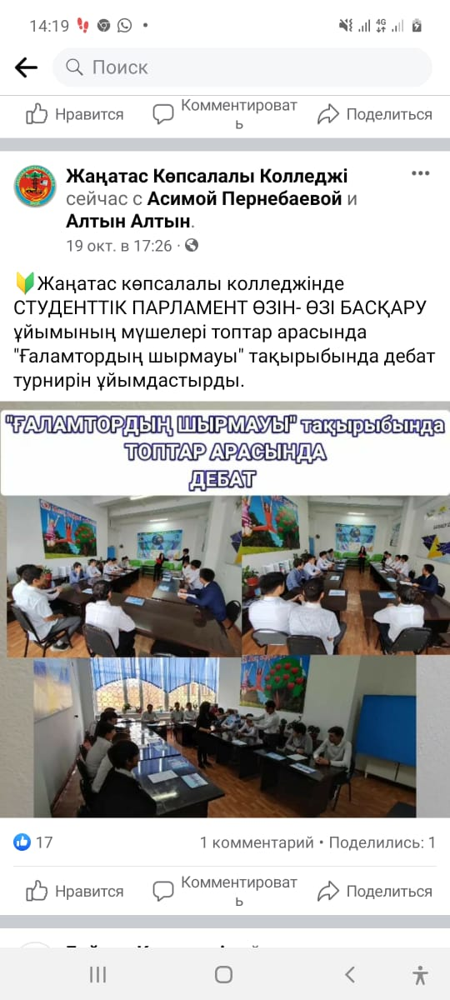 14:19
4G
Поиск
Нравится
Комментировать
Поделиться
Жаңатас Көпсалалы Колледжі
сейчас с Асимой Пернебаевой и
Алтын Алтын.
19 окт. в 17:26 ·
Жаңатас көпсалалы колледжінде
СТУДЕНТТІК ПАРЛАМЕНТ ӨЗІН- ӨЗІ БАСҚАРУ
ұйымының мүшелері топтар арасында
"Ғаламтордың шырмауы" тақырыбында дебат
турнирін ұйымдастырды.
"ҒАЛАМТОРДЫҢ ШЫРМАУЫ" тақырыбында
ТОПТАР АРАСЫНДА
ДЕБАТ
17
1 комментарий • Поделились: 1
Нравится
Комментировать
Поделиться